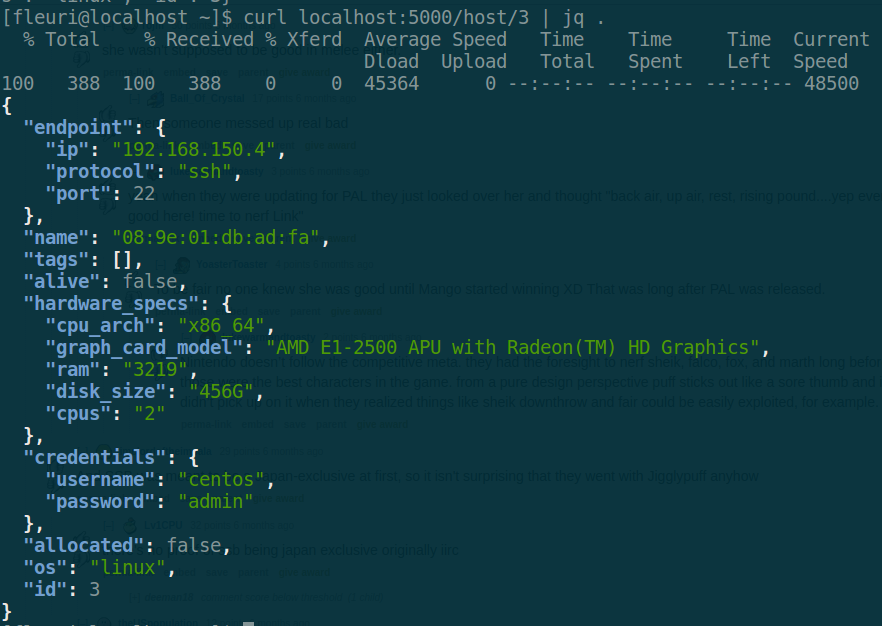 [fleuri@localhost ~]$ curl localhost:5000/host/3 | jq .
% Total % Received % Xferd Average Speed Time Time Time Current
Dload Upload Total Spent Left Speed
100 388 100 388 0 0 45364 0 --:--:-- --:--:-- --:--:-- 48500
{
"endpoint": {
"ip": "192.168.150.4",
"protocol": "ssh",
"port": 22
},
"name": "08:9e:01:db:ad:fa",
"tags": [],
"alive": false,
"hardware_specs": {
"cpu_arch": "x86_64",
"graph_card_model": "AMD E1-2500 APU with Radeon(TM) HD Graphics",
"ram": "3219",
"disk_size": "456G",
"cpus": "2"
},
"credentials": {
"username": "centos",
"password": "admin"
},
"allocated": false,
"os": "linux",
"id": 3
}